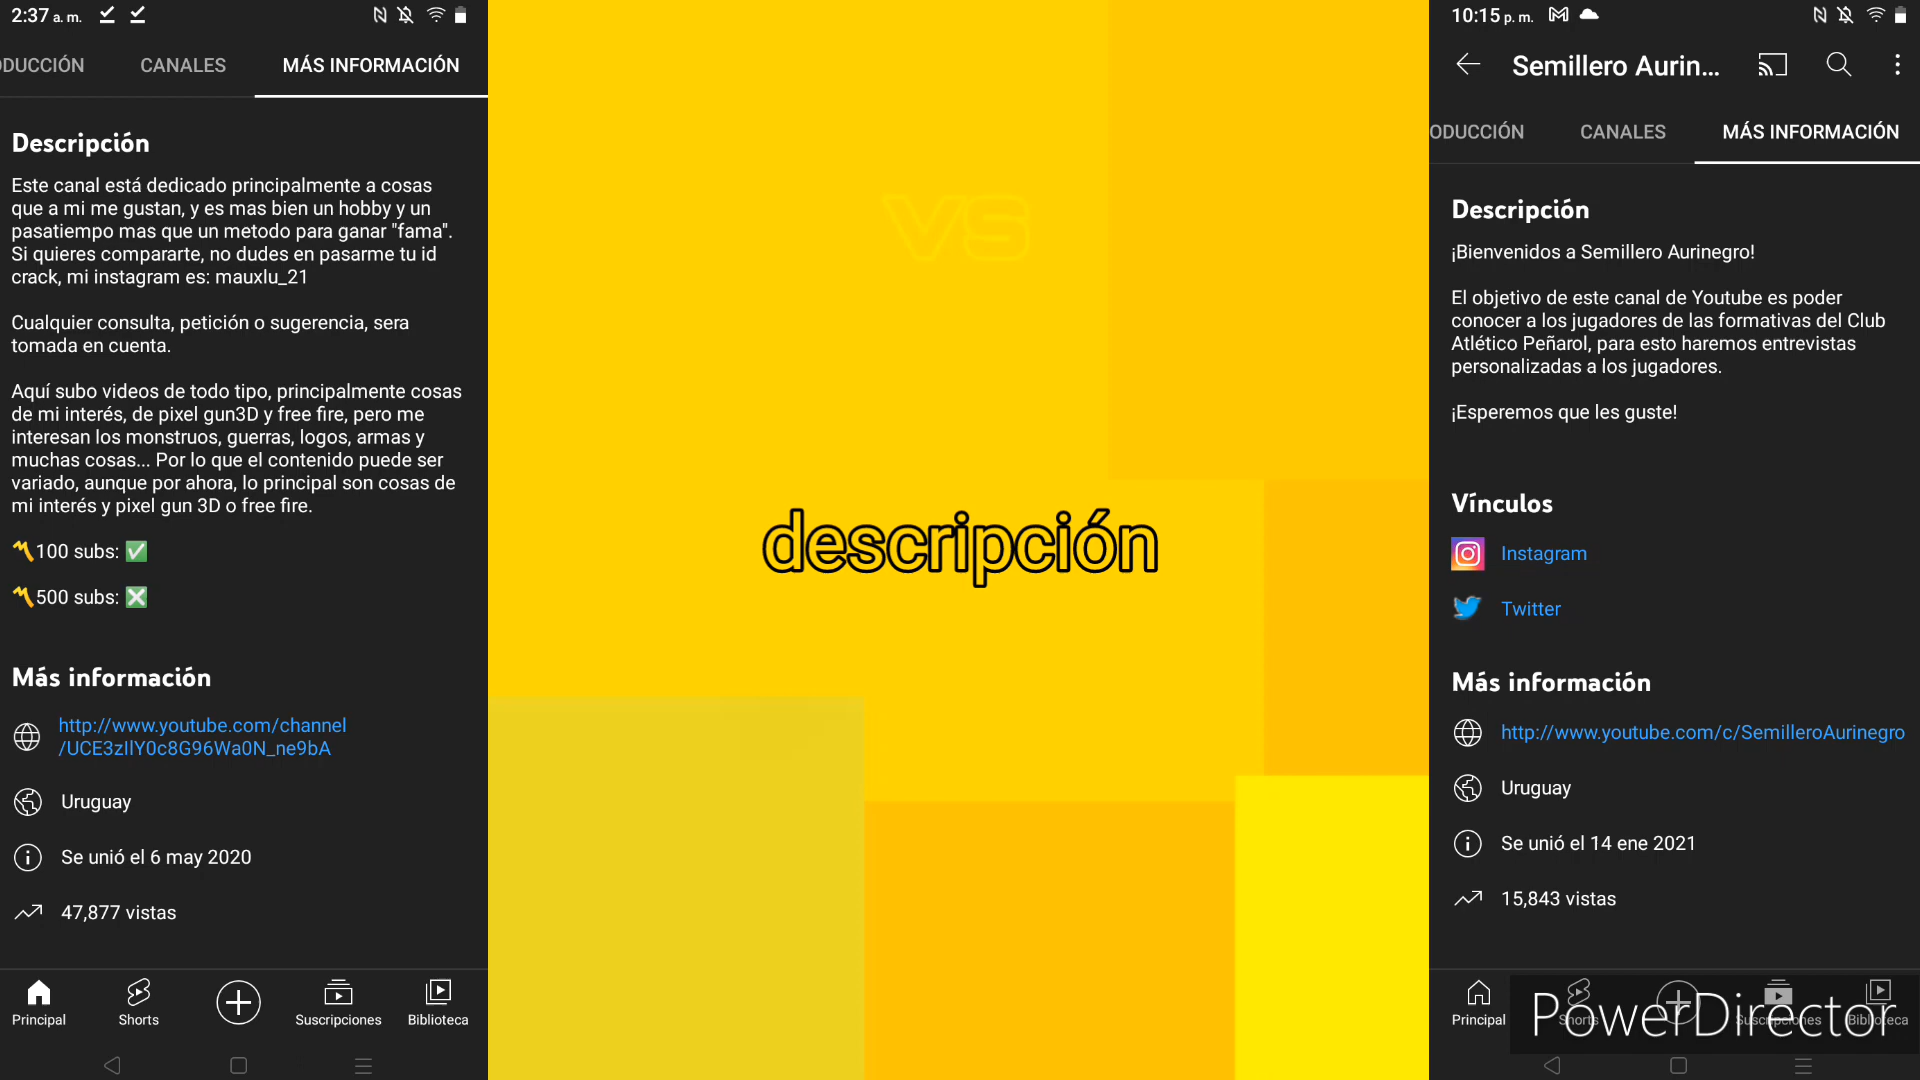 2:37 a. m.
ODUCCIÓN CANALES MÁS INFORMACIÓN
Descripción
Este canal está dedicado principalmente a cosas
que a mi me gustan, y es mas bien un hobby y un
pasatiempo mas que un metodo para ganar "fama".
Si quieres compararte, no dudes en pasarme tu id
crack, mi instagram es: mauxlu_21
Cualquier consulta, petición o sugerencia, sera
tomada en cuenta.
Aquí subo videos de todo tipo, principalmente cosas
de mi interés, de pixel gun3D y free fire, pero me
interesan los monstruos, guerras, logos, armas y
muchas cosas... Por lo que el contenido puede ser
variado, aunque por ahora, lo principal son cosas de
mi interés y pixel gun 3D o free fire.
〽️100 subs: ✅
〽️500 subs: ❎
Más información
http://www.youtube.com/channel
/UCE3zIlY0c8G96Wa0N_ne9bA
Uruguay
Se unió el 6 may 2020
47,877 vistas
Principal Shorts Suscripciones Biblioteca
VS
descripción
10:15 p. m.
Semillero Aurin...
ODUCCIÓN CANALES MÁS INFORMACIÓN
Descripción
¡Bienvenidos a Semillero Aurinegro!
El objetivo de este canal de Youtube es poder
conocer a los jugadores de las formativas del Club
Atlético Peñarol, para esto haremos entrevistas
personalizadas a los jugadores.
¡Esperemos que les guste!
Vínculos
Instagram
Twitter
Más información
http://www.youtube.com/c/SemilleroAurinegro
Uruguay
Se unió el 14 ene 2021
15,843 vistas
Principal Shorts Suscripciones Biblioteca
PowerDirector